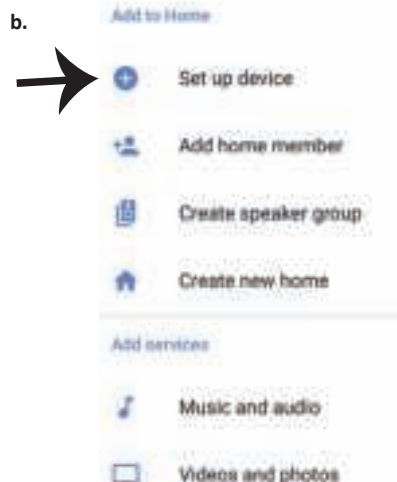 b.
Add to Home
Set up device
Add home member
Create speaker group
Create new home
Add services
Music and audio
Videos and photos